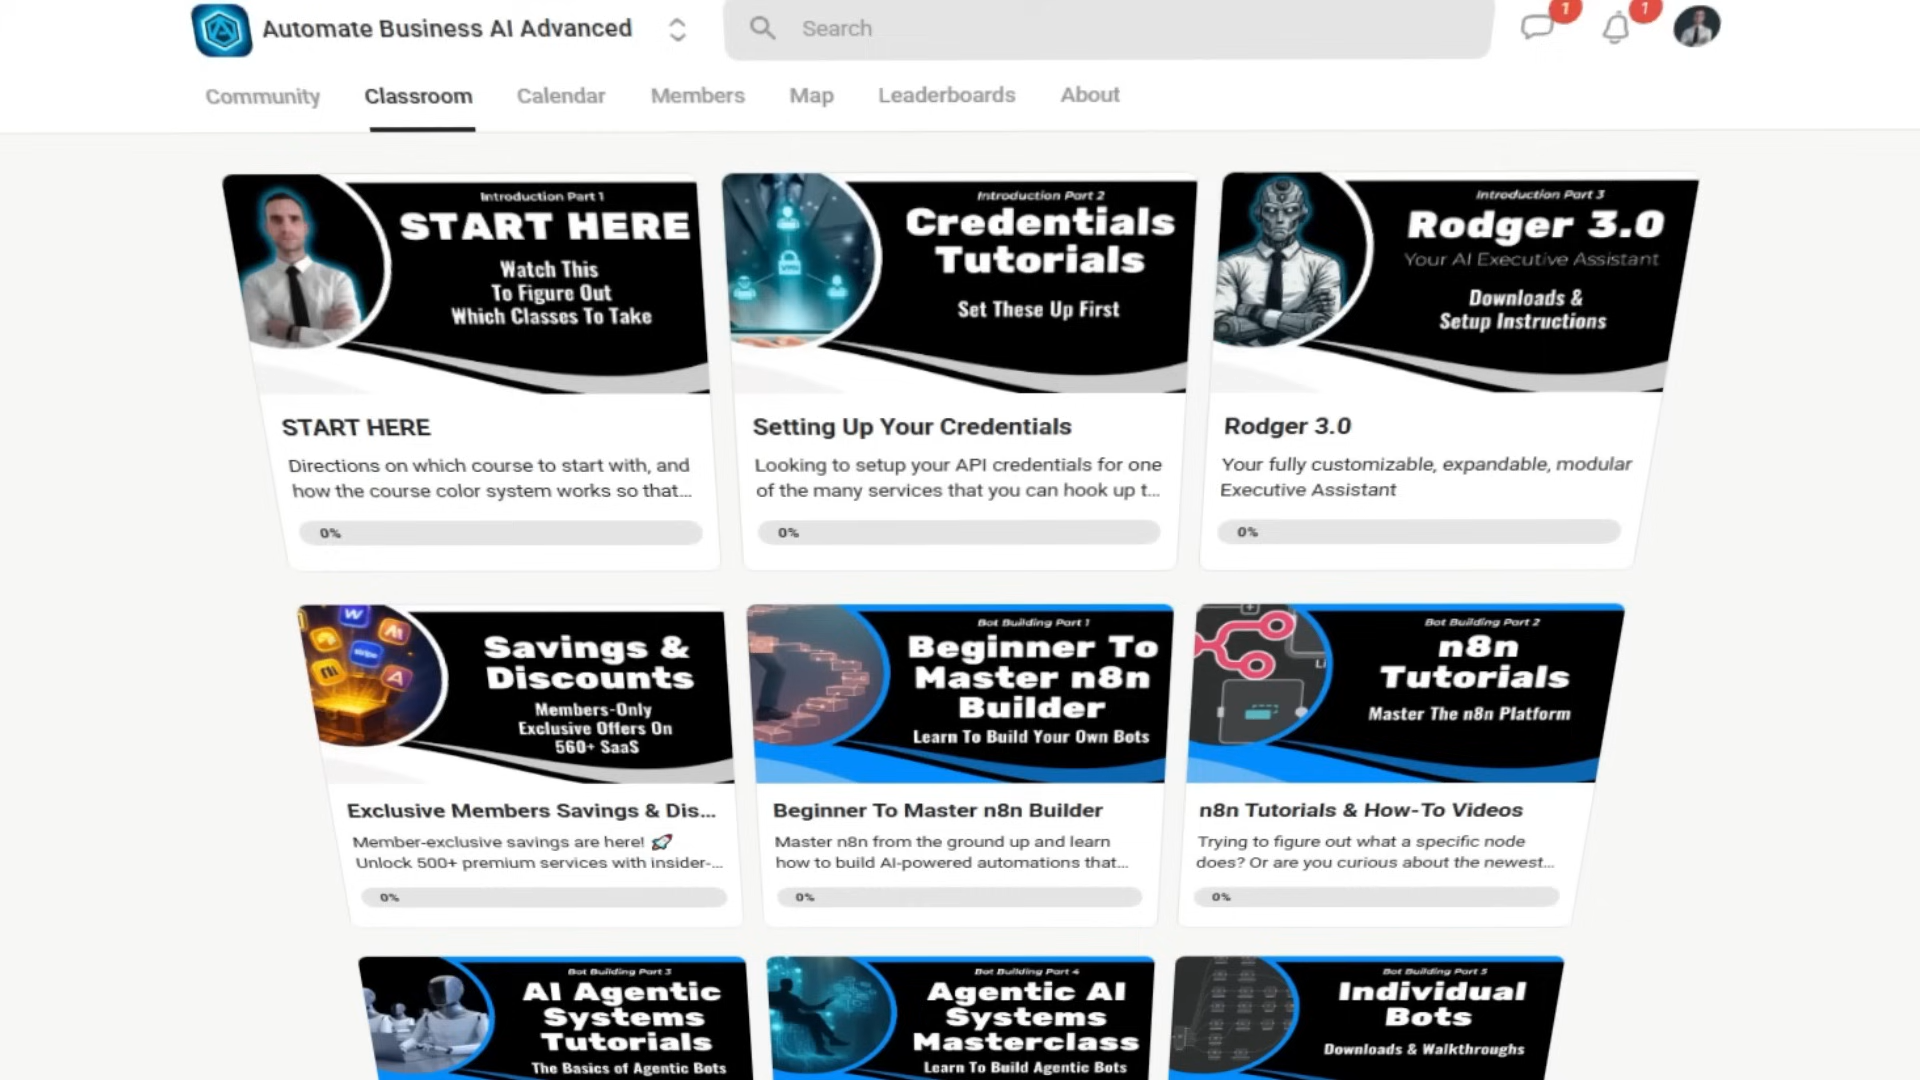 Automate Business AI Advanced
Search
1
1
Community Classroom Calendar Members Map Leaderboards About
Introduction Part 1
START HERE
Watch This
To Figure Out
Which Classes To Take
START HERE
Directions on which course to start with, and
how the course color system works so that...
0%
Introduction Part 2
Credentials
Tutorials
Set These Up First
Setting Up Your Credentials
Looking to setup your API credentials for one
of the many services that you can hook up t...
0%
Introduction Part 3
Rodger 3.0
Your AI Executive Assistant
Downloads &
Setup Instructions
Rodger 3.0
Your fully customizable, expandable, modular
Executive Assistant
0%
Savings &
Discounts
Members-Only
Exclusive Offers On
560+ SaaS
Exclusive Members Savings & Dis...
Member-exclusive savings are here! 🚀
Unlock 500+ premium services with insider-...
0%
Bot Building Part 1
Beginner To
Master n8n
Builder
Learn To Build Your Own Bots
Beginner To Master n8n Builder
Master n8n from the ground up and learn
how to build AI-powered automations that...
0%
Bot Building Part 2
n8n
Tutorials
Master The n8n Platform
n8n Tutorials & How-To Videos
Trying to figure out what a specific node
does? Or are you curious about the newest...
0%
Bot Building Part 3
AI Agentic
Systems
Tutorials
The Basics of Agentic Bots
Bot Building Part 4
Agentic AI
Systems
Masterclass
Learn To Build Agentic Bots
Bot Building Part 5
Individual
Bots
Downloads & Walkthroughs